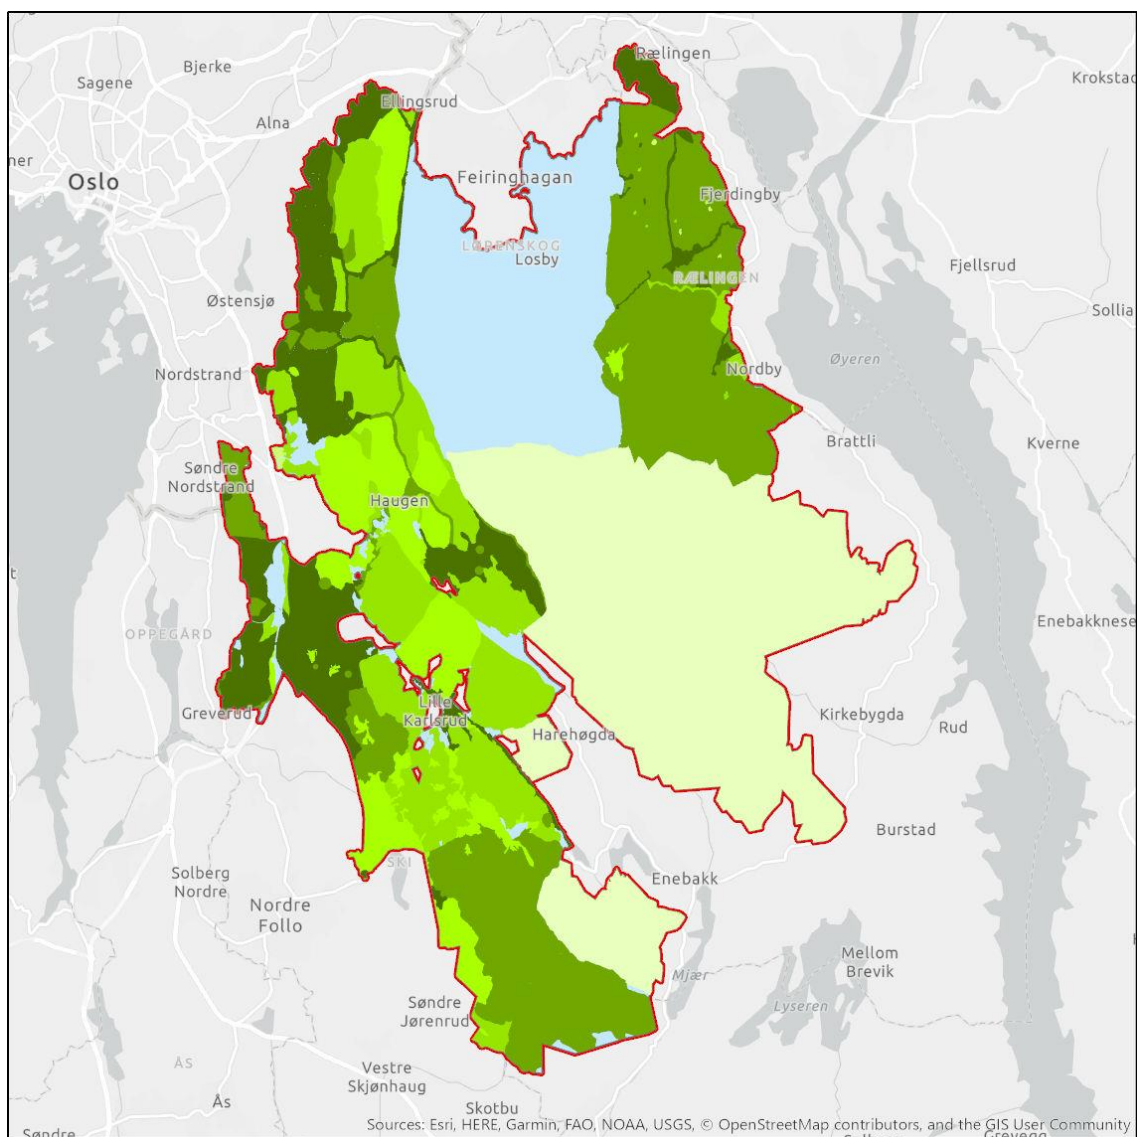 Rælingen
Bjerke
Sagene
Krokstad
Ellingsrud
Alna
ner
Oslo
Feiringhagan
Fjerdingby
LØRENSKOG
Losby
Fjellsrud
RÆLINGEN
Østensjø
Sollia
Øyeren
Nordstrand
Nordby
Brattli
Kverne
Søndre
Nordstrand
Haugen
t
Enebakknese
OPPEGÅRD
Lille
Karlsrud
Greverud
Kirkebygda
Rud
Harehøgda
Burstad
SKI
Solberg
Nordre
Enebakk
Nordre
Follo
Mellom
Brevik
Mjær
Søndre
Jørenrud
Lyseren
ÅS
Vestre
Skjønhaug
Ås
Skotbu
Sources: Esri, HERE, Garmin, FAO, NOAA, USGS, © OpenStreetMap contributors, and the GIS User Community
Søndre